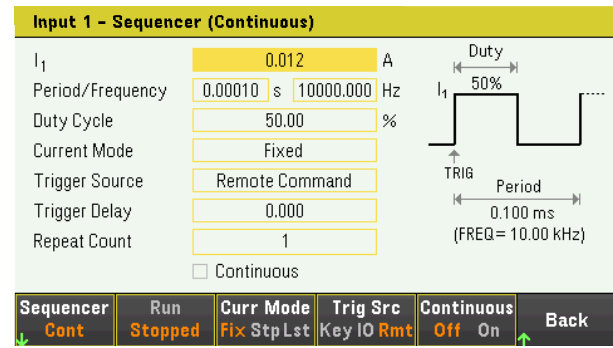 Input 1 – Sequencer (Continuous)
I1 0.012 A
Period/Frequency 0.00010 s 10000.000 Hz
Duty Cycle 50.00 %
Current Mode Fixed
Trigger Source Remote Command
Trigger Delay 0.000
Repeat Count 1
Continuous
Duty
I1 50%
TRIG
Period
0.100 ms
(FREQ= 10.00 kHz)
Sequencer Run Curr Mode Trig Src Continuous Back
Cont Stopped Fix Stp Lst Key IO Rmt Off On